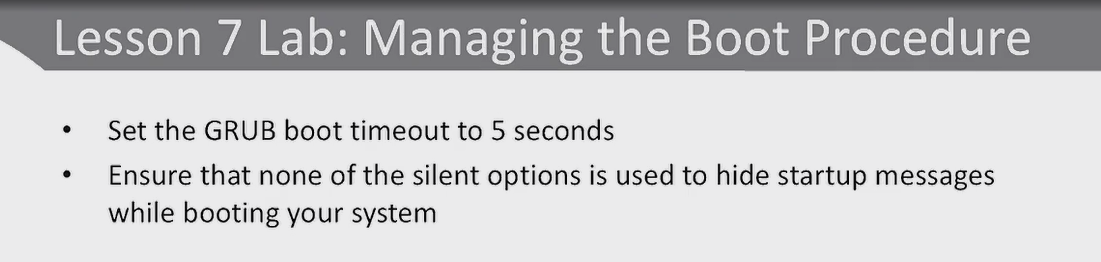 Lesson 7 Lab: Managing the Boot Procedure
• Set the GRUB boot timeout to 5 seconds
• Ensure that none of the silent options is used to hide startup messages
while booting your system